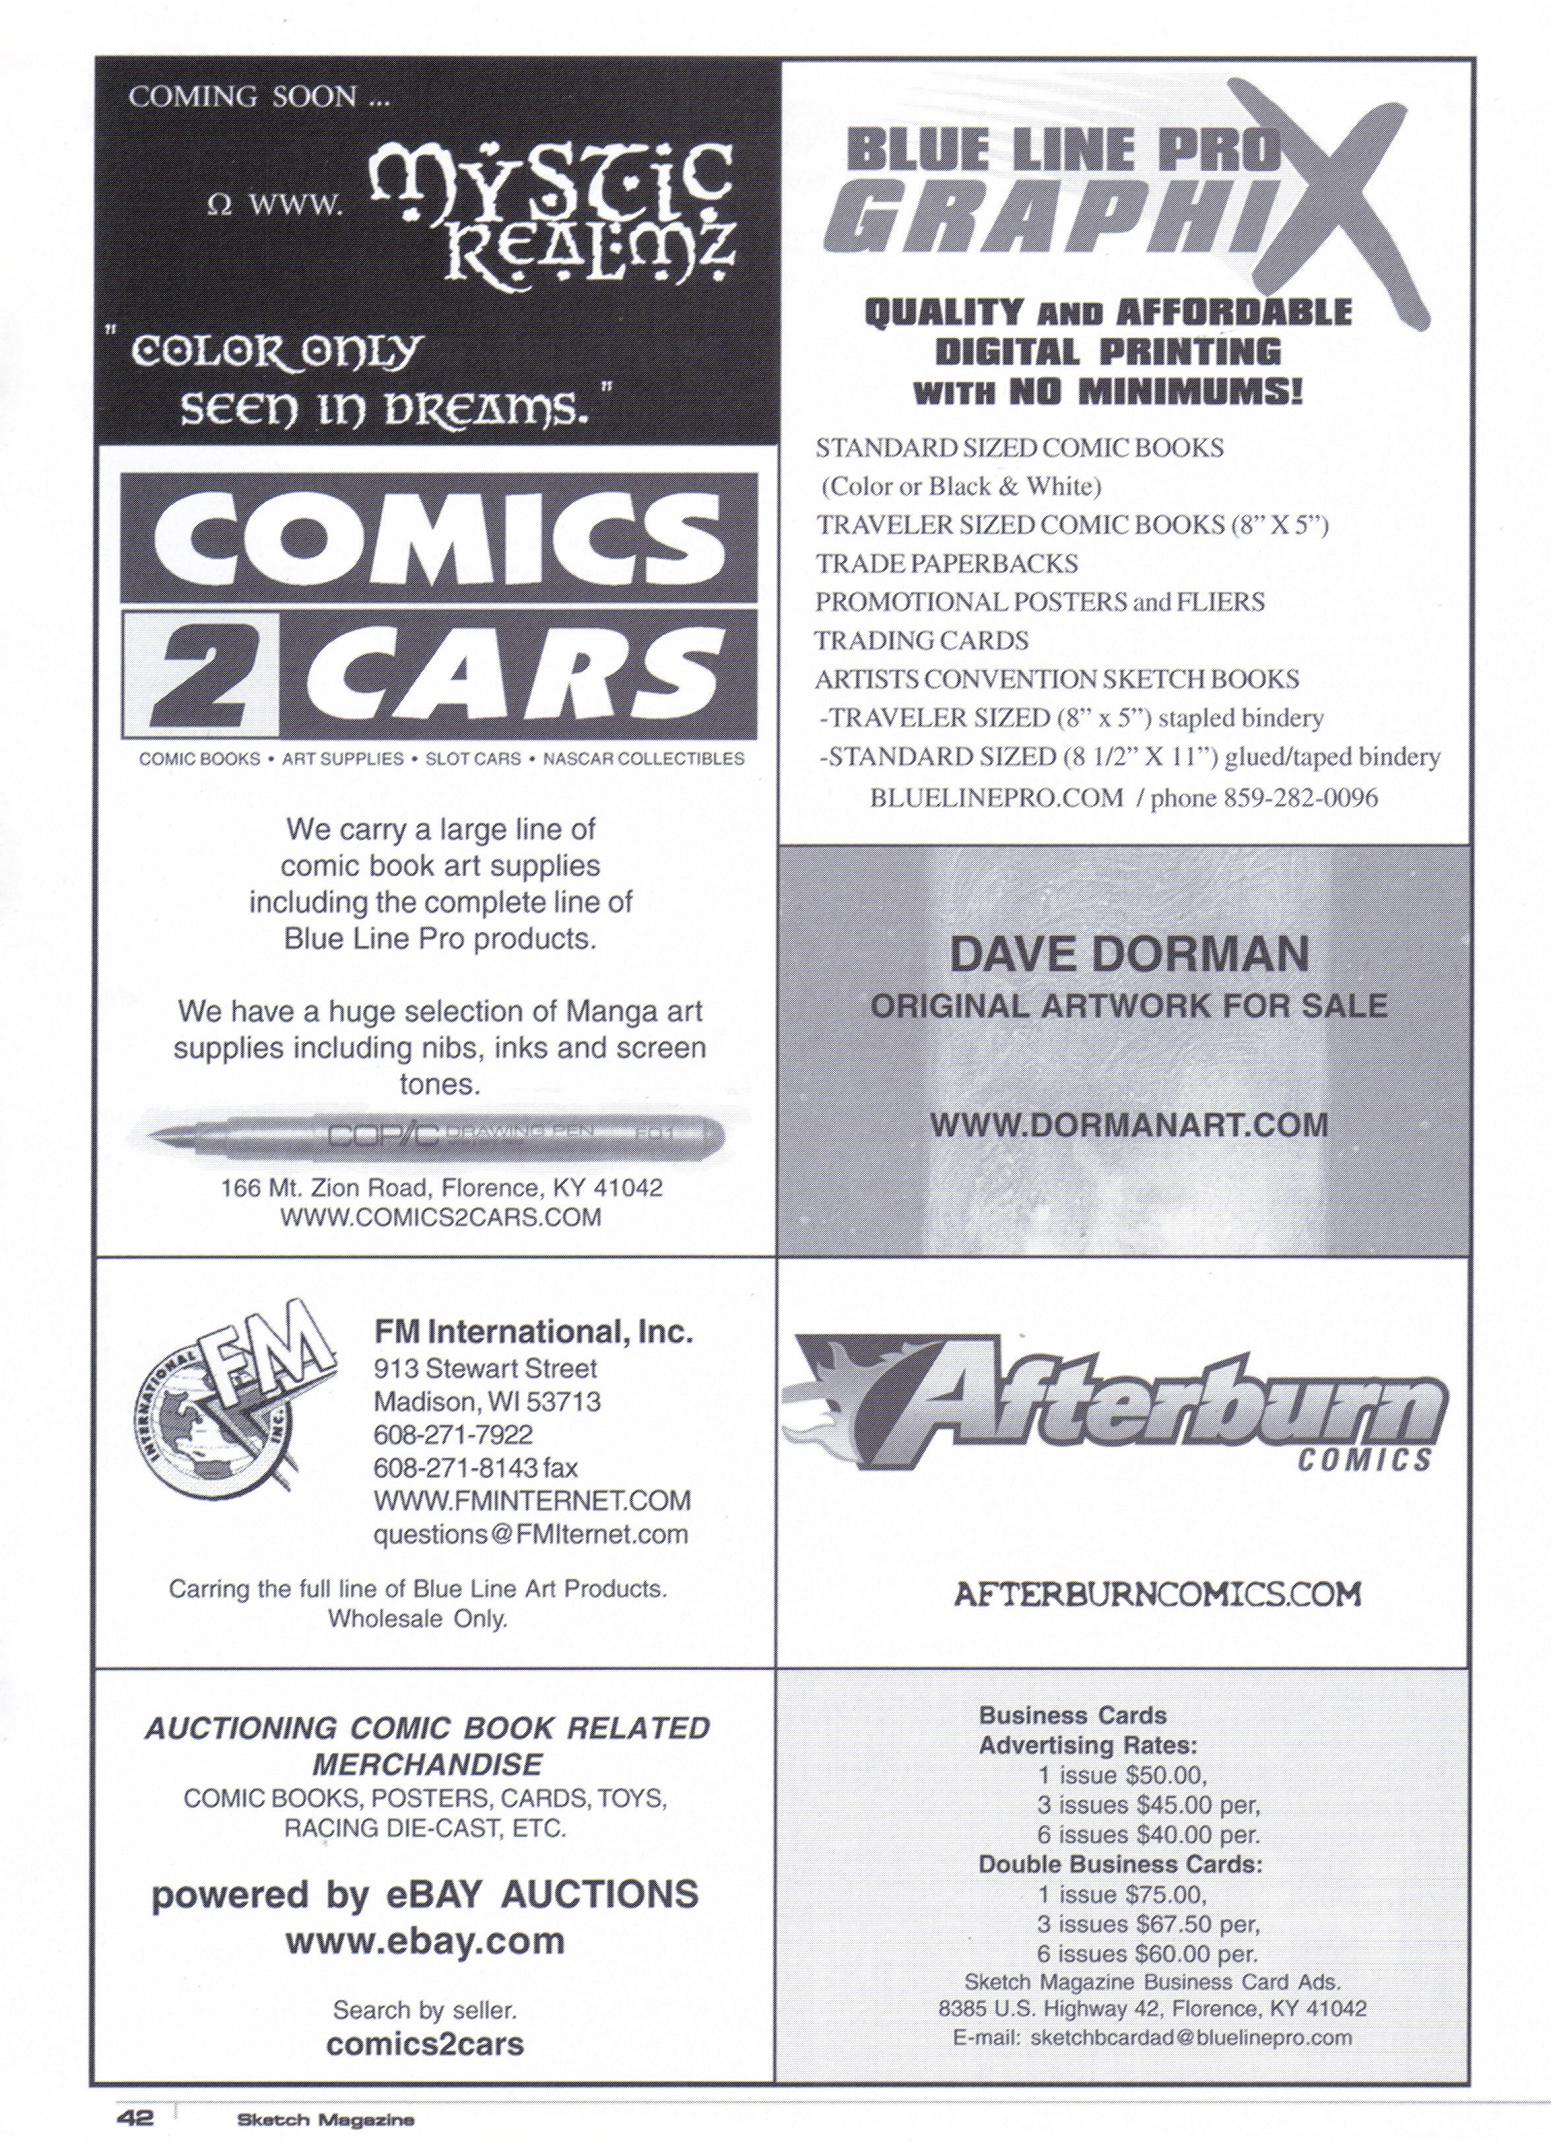 COMING SOON ...
Ω WWW.
MYSTIC
REALMZ
" COLOR ONLY
SEEN IN DREAMS. "
COMICS
2 CARS
COMIC BOOKS • ART SUPPLIES • SLOT CARS • NASCAR COLLECTIBLES
We carry a large line of
comic book art supplies
including the complete line of
Blue Line Pro products.
We have a huge selection of Manga art
supplies including nibs, inks and screen
tones.
COPIC DRAWING PEN F01
166 Mt. Zion Road, Florence, KY 41042
WWW.COMICS2CARS.COM
BLUE LINE PRO
GRAPHIX
QUALITY AND AFFORDABLE
DIGITAL PRINTING
WITH NO MINIMUMS!
STANDARD SIZED COMIC BOOKS
(Color or Black & White)
TRAVELER SIZED COMIC BOOKS (8” X 5”)
TRADE PAPERBACKS
PROMOTIONAL POSTERS and FLIERS
TRADING CARDS
ARTISTS CONVENTION SKETCH BOOKS
-TRAVELER SIZED (8” x 5”) stapled bindery
-STANDARD SIZED (8 1/2” X 11”) glued/taped bindery
BLUELINEPRO.COM / phone 859-282-0096
DAVE DORMAN
ORIGINAL ARTWORK FOR SALE
WWW.DORMANART.COM
INTERNATIONAL
FM
INC.
FM International, Inc.
913 Stewart Street
Madison, WI 53713
608-271-7922
608-271-8143 fax
WWW.FMINTERNET.COM
questions@FMIternet.com
Carring the full line of Blue Line Art Products.
Wholesale Only.
Afterburn
COMICS
AFTERBURNCOMICS.COM
AUCTIONING COMIC BOOK RELATED
MERCHANDISE
COMIC BOOKS, POSTERS, CARDS, TOYS,
RACING DIE-CAST, ETC.
powered by eBAY AUCTIONS
www.ebay.com
Search by seller.
comics2cars
Business Cards
Advertising Rates:
1 issue $50.00,
3 issues $45.00 per,
6 issues $40.00 per.
Double Business Cards:
1 issue $75.00,
3 issues $67.50 per,
6 issues $60.00 per.
Sketch Magazine Business Card Ads.
8385 U.S. Highway 42, Florence, KY 41042
E-mail: sketchbcardad@bluelinepro.com
42
Sketch Magazine